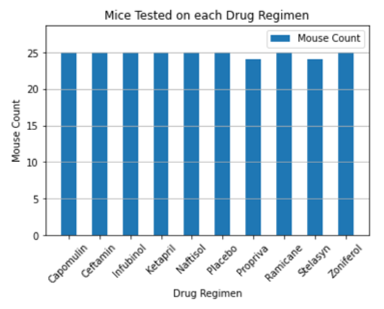 Mice Tested on each Drug Regimen
Mouse Count
25
20
15
10
5
0
Mouse Count
Capomulin
Ceftamin
Infubinol
Ketapril
Naftisol
Placebo
Propriva
Ramicane
Stelasyn
Zoniferol
Drug Regimen